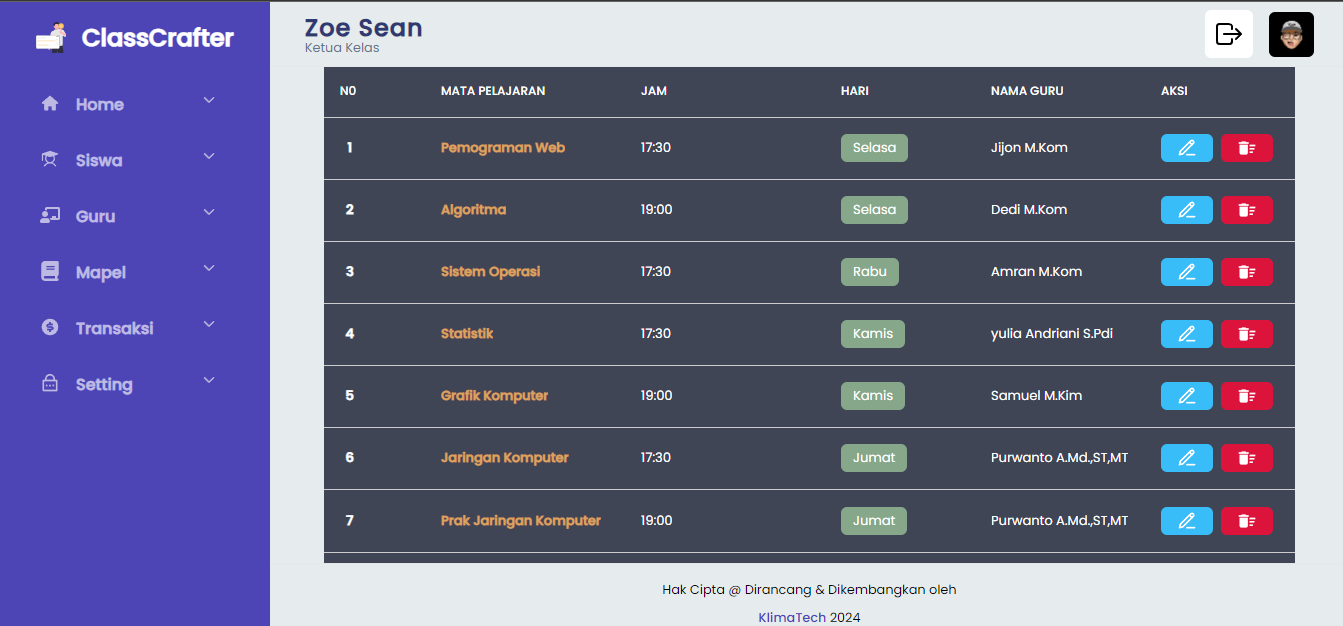 ClassCrafter
Home
Siswa
Guru
Mapel
Transaksi
Setting
Zoe Sean
Ketua Kelas
N0 MATA PELAJARAN JAM HARI NAMA GURU AKSI
1 Pemograman Web 17:30 Selasa Jijon M.Kom
2 Algoritma 19:00 Selasa Dedi M.Kom
3 Sistem Operasi 17:30 Rabu Amran M.Kom
4 Statistik 17:30 Kamis yulia Andriani S.Pdi
5 Grafik Komputer 19:00 Kamis Samuel M.Kim
6 Jaringan Komputer 17:30 Jumat Purwanto A.Md.,ST,MT
7 Prak Jaringan Komputer 19:00 Jumat Purwanto A.Md.,ST,MT
Hak Cipta @ Dirancang & Dikembangkan oleh
KlimaTech 2024